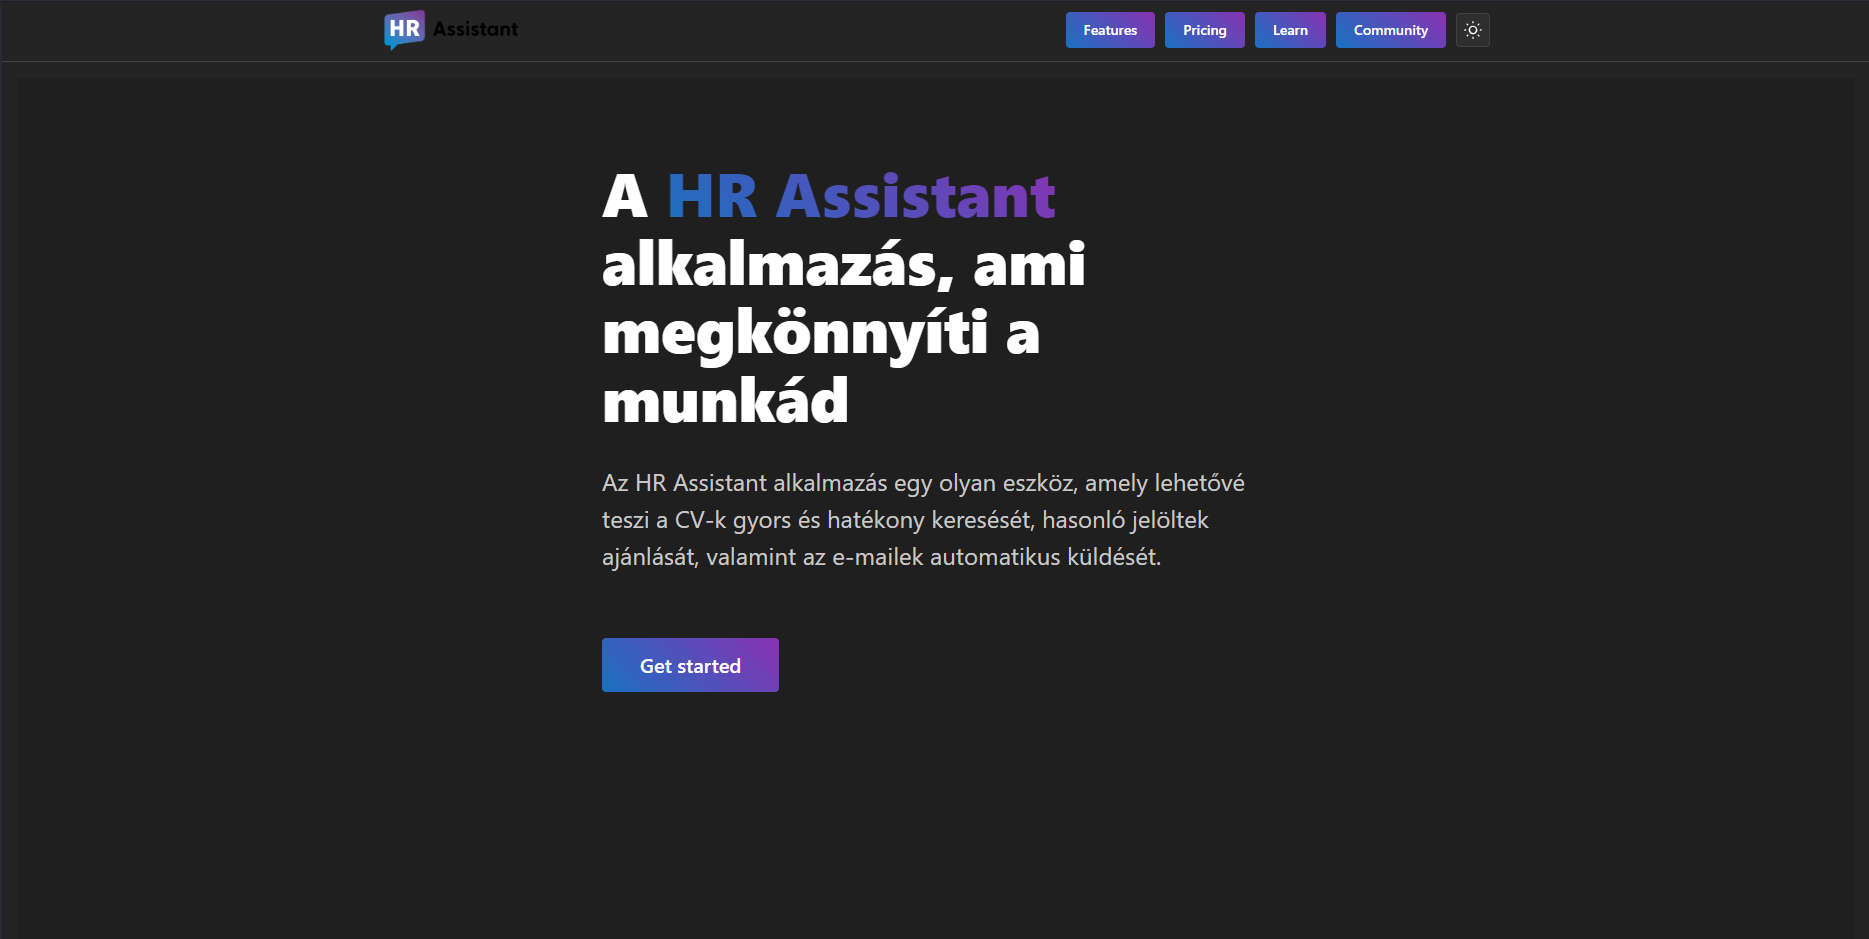 HR Assistant
Features
Pricing
Learn
Community
A HR Assistant
alkalmazás, ami
megkönnyíti a
munkád
Az HR Assistant alkalmazás egy olyan eszköz, amely lehetővé
teszi a CV-k gyors és hatékony keresését, hasonló jelöltek
ajánlását, valamint az e-mailek automatikus küldését.
Get started